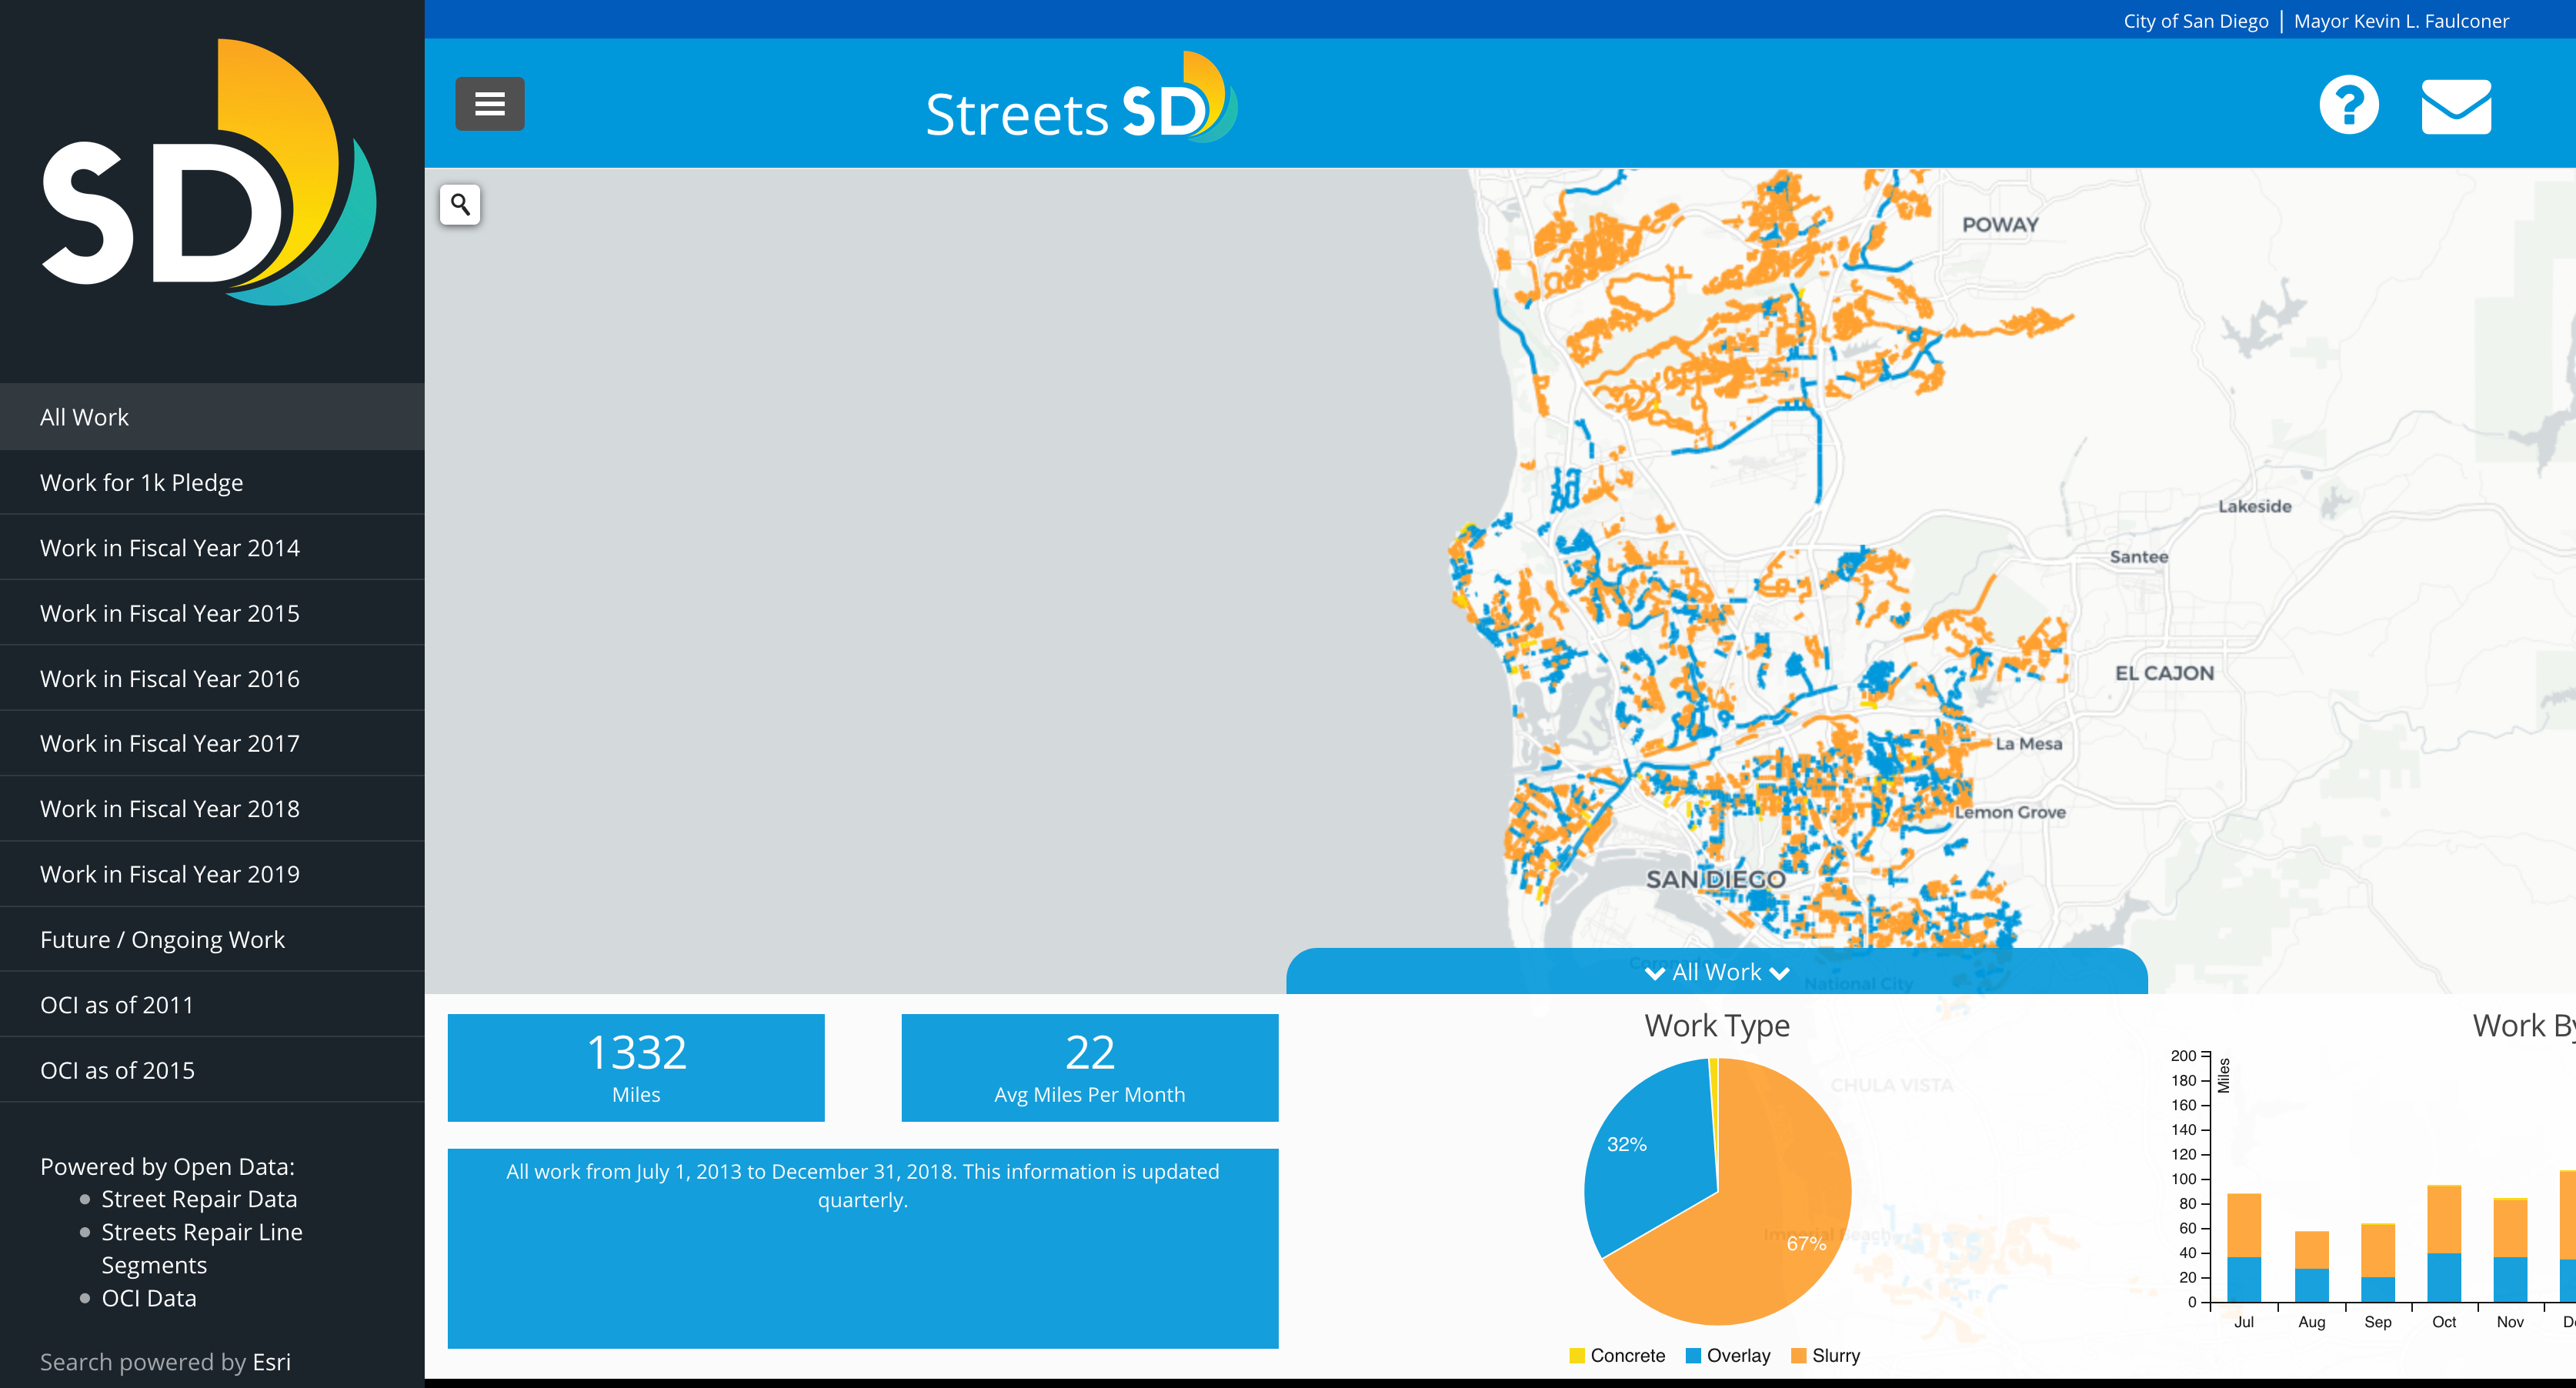 SD
All Work
Work for 1k Pledge
Work in Fiscal Year 2014
Work in Fiscal Year 2015
Work in Fiscal Year 2016
Work in Fiscal Year 2017
Work in Fiscal Year 2018
Work in Fiscal Year 2019
Future / Ongoing Work
OCI as of 2011
OCI as of 2015
Powered by Open Data:
Street Repair Data
Streets Repair Line
Segments
OCI Data
Search powered by Esri
City of San Diego | Mayor Kevin L. Faulconer
Streets SD
?
POWAY
Lakeside
Santee
EL CAJON
La Mesa
Lemon Grove
SAN DIEGO
Coronado
All Work
National City
1332
Miles
22
Avg Miles Per Month
All work from July 1, 2013 to December 31, 2018. This information is updated
quarterly.
Work Type
CHULA VISTA
32%
Imperial Beach
67%
Concrete Overlay Slurry
Work By
Miles
200
180
160
140
120
100
80
60
40
20
0
Jul Aug Sep Oct Nov